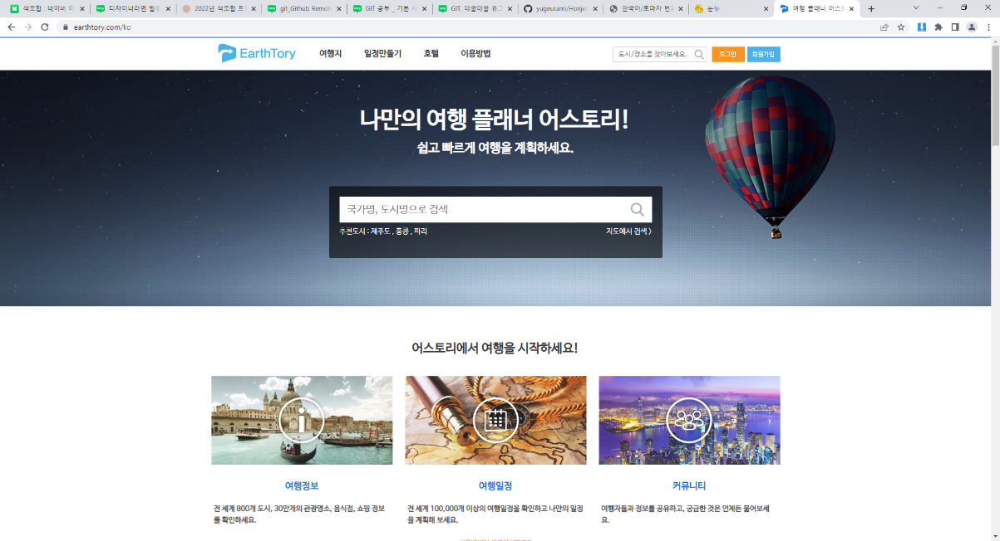 색조합 : 네이버 이
디자이너라면 필수
2022년 색조합 트
git_Github Remote
GIT 공부 _ 기본 사
GIT, 미굴미굴 유그
yugeurami/Honje
한국어/로마자 변환
눈누
여행 플래너 어스토
earthtory.com/ko
EarthTory
여행지
일정만들기
호텔
이용방법
도시/장소를 찾아보세요.
로그인
회원가입
나만의 여행 플래너 어스토리!
쉽고 빠르게 여행을 계획하세요.
국가명, 도시명으로 검색
추천도시 : 제주도 , 홍콩 , 파리
지도에서 검색 >
어스토리에서 여행을 시작하세요!
여행정보
전 세계 800개 도시, 30만개의 관광명소, 음식점, 쇼핑 정보
를 확인하세요.
여행일정
전 세계 100,000개 이상의 여행일정을 확인하고 나만의 일정
을 계획해 보세요.
커뮤니티
여행자들과 정보를 공유하고, 궁금한 것은 언제든 물어보세
요.